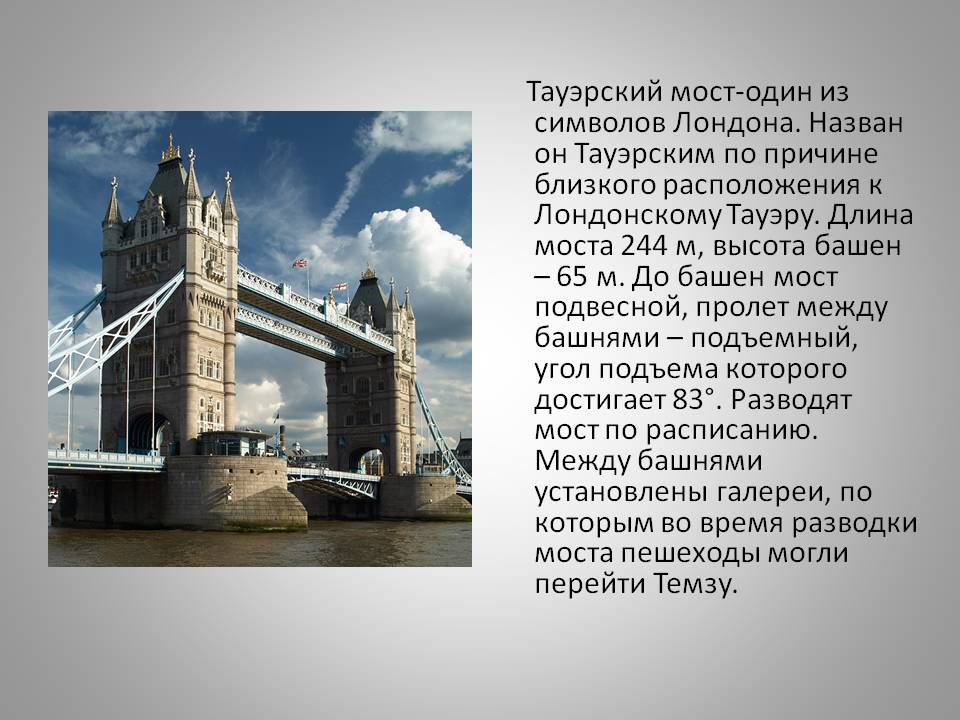 Тауэрский мост-один из
символов Лондона. Назван
он Тауэрским по причине
близкого расположения к
Лондонскому Тауэру. Длина
моста 244 м, высота башен
– 65 м. До башен мост
подвесной, пролет между
башнями – подъемный,
угол подъема которого
достигает 83°. Разводят
мост по расписанию.
Между башнями
установлены галереи, по
которым во время разводки
моста пешеходы могли
перейти Темзу.